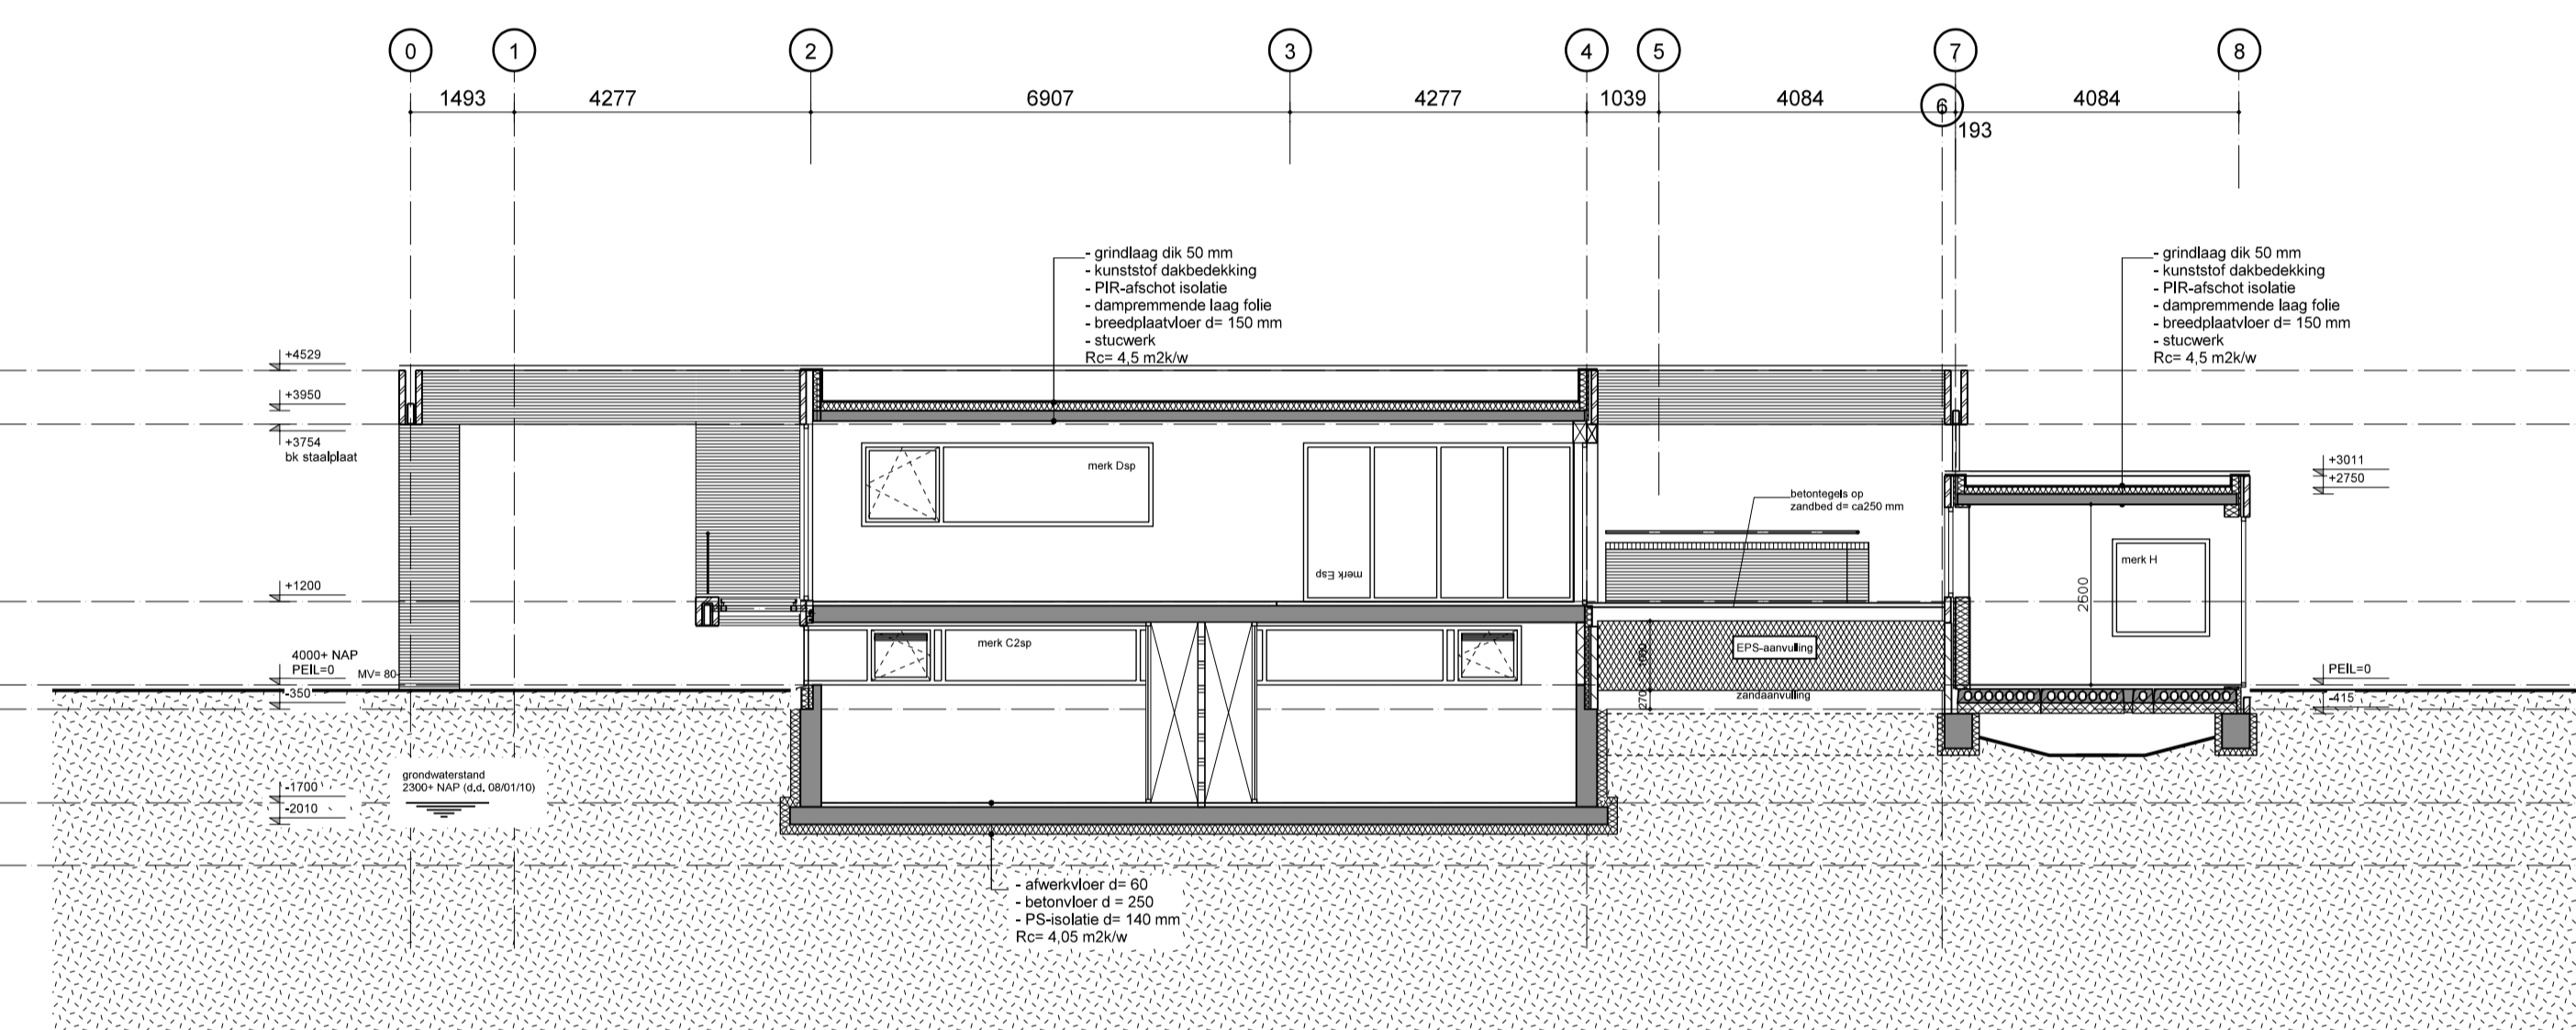 0 1 2 3 4 5 7 8
6
1493 4277 6907 4277 1039 4084 4084
193
- grindlaag dik 50 mm
- kunststof dakbedekking
- PIR-afschot isolatie
- dampremmende laag folie
- breedplaatvloer d= 150 mm
- stucwerk
Rc= 4,5 m2k/w
- grindlaag dik 50 mm
- kunststof dakbedekking
- PIR-afschot isolatie
- dampremmende laag folie
- breedplaatvloer d= 150 mm
- stucwerk
Rc= 4,5 m2k/w
+4529
+3950
+3754
bk staalplaat
+3011
+2750
merk Dsp
merk Esp
betontegels op
zandbed d= ca250 mm
merk H
2500
+1200
merk C2sp
EPS-aanvulling
zandaanvulling
270
4000+ NAP
PEIL=0
MV= 80-
-350
PEIL=0
-415
grondwaterstand
2300+ NAP (d.d. 08/01/10)
-1700
-2010
- afwerkvloer d= 60
- betonvloer d = 250
- PS-isolatie d= 140 mm
Rc= 4,05 m2k/w